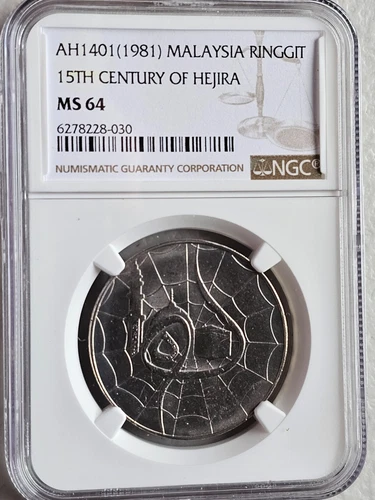 AH1401(1981) MALAYSIA RINGGIT
15TH CENTURY OF HEJIRA
MS 64
6278228-030
NUMISMATIC GUARANTY CORPORATION NGC®